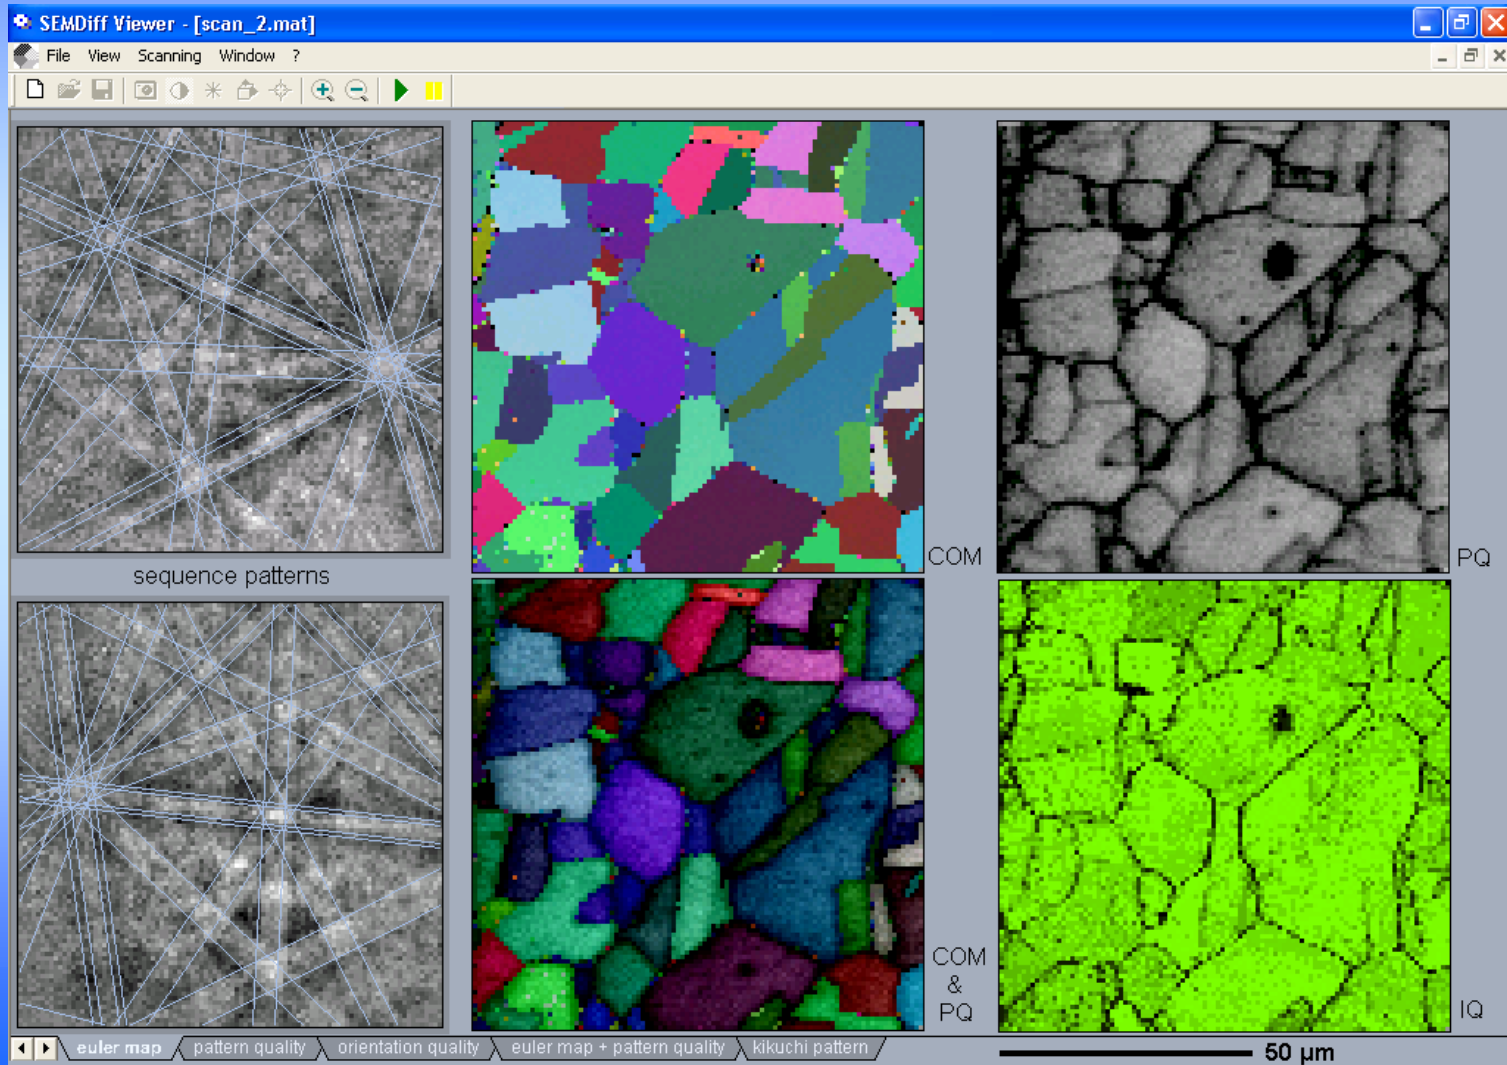 SEMDiff Viewer - [scan_2.mat]
File View Scanning Window ?
COM
PQ
sequence patterns
COM
&
PQ
IQ
euler map pattern quality orientation quality euler map + pattern quality kikuchi pattern
50 µm